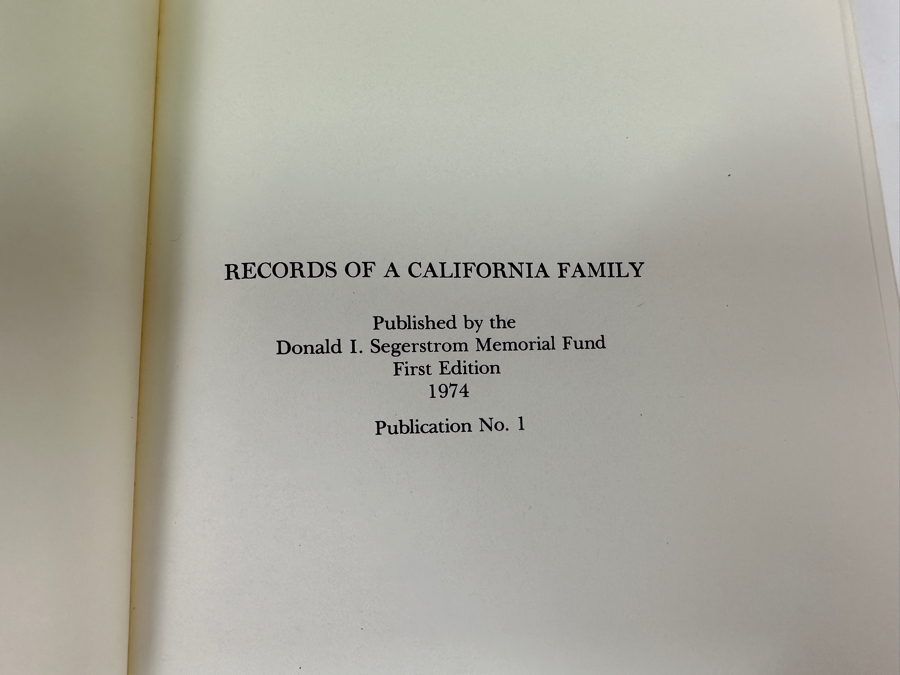 RECORDS OF A CALIFORNIA FAMILY
Published by the
Donald I. Segerstrom Memorial Fund
First Edition
1974
Publication No. 1